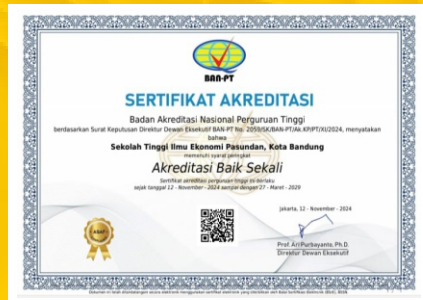 BAN-PT
SERTIFIKAT AKREDITASI
Badan Akreditasi Nasional Perguruan Tinggi
berdasarkan Surat Keputusan Direktur Dewan Eksekutif BAN-PT No. 2059/SK/BAN-PT/Ak.KP/PT/XI/2024, menyatakan
bahwa
Sekolah Tinggi Ilmu Ekonomi Pasundan, Kota Bandung
memenuhi syarat peringkat
Akreditasi Baik Sekali
Sertifikat akreditasi perguruan tinggi ini berlaku
sejak tanggal 12 - November - 2024 sampai dengan 27 - Maret - 2029
Jakarta, 12 - November - 2024
Prof. Ari Purbayanto, Ph.D.
Direktur Dewan Eksekutif